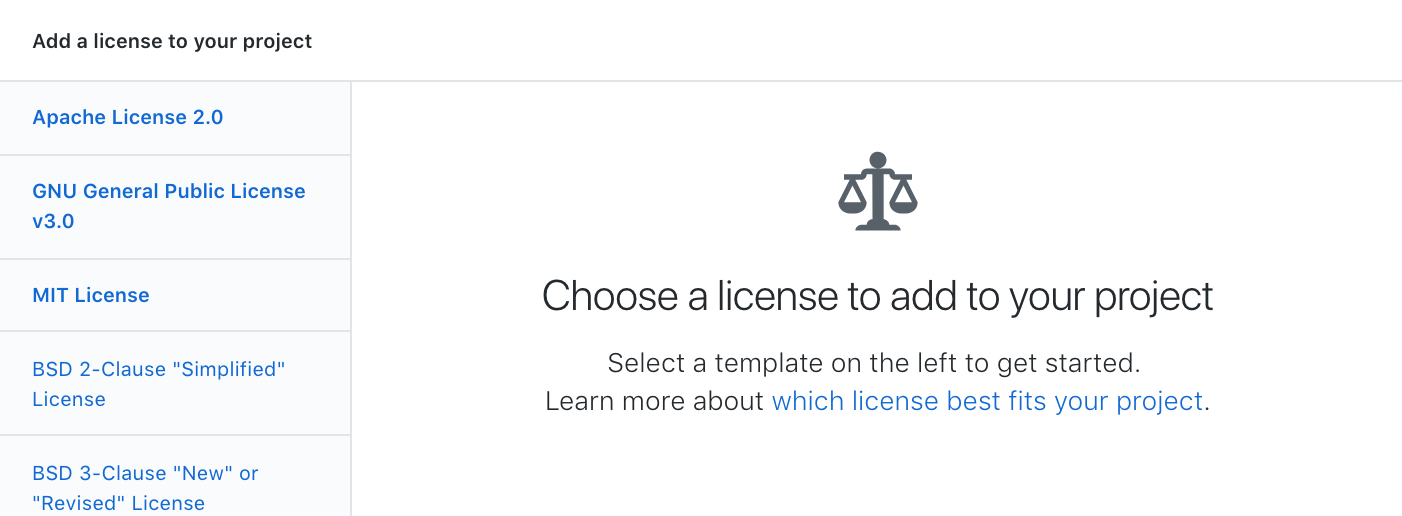 Add a license to your project
Apache License 2.0
GNU General Public License
v3.0
MIT License
BSD 2-Clause "Simplified"
License
BSD 3-Clause "New" or
"Revised" License
Choose a license to add to your project
Select a template on the left to get started.
Learn more about which license best fits your project.